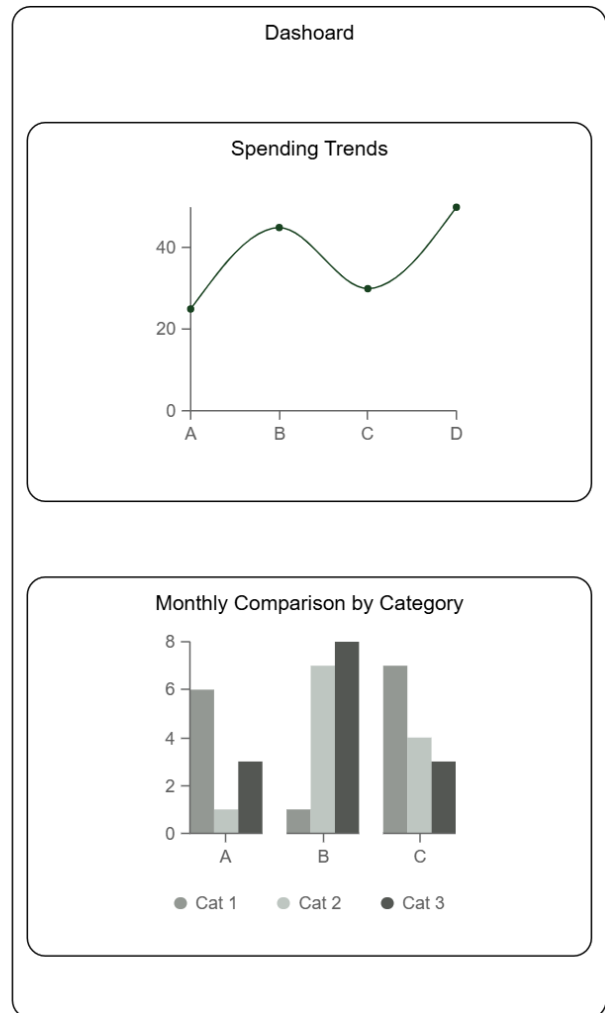 Dashoard
Spending Trends
40
20
0
A B C D
Monthly Comparison by Category
8
6
4
2
0
A B C
Cat 1 Cat 2 Cat 3